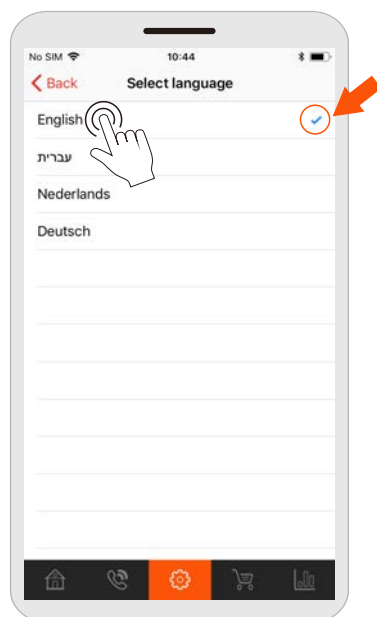 No SIM 10:44
Back Select language
English
עברית
Nederlands
Deutsch